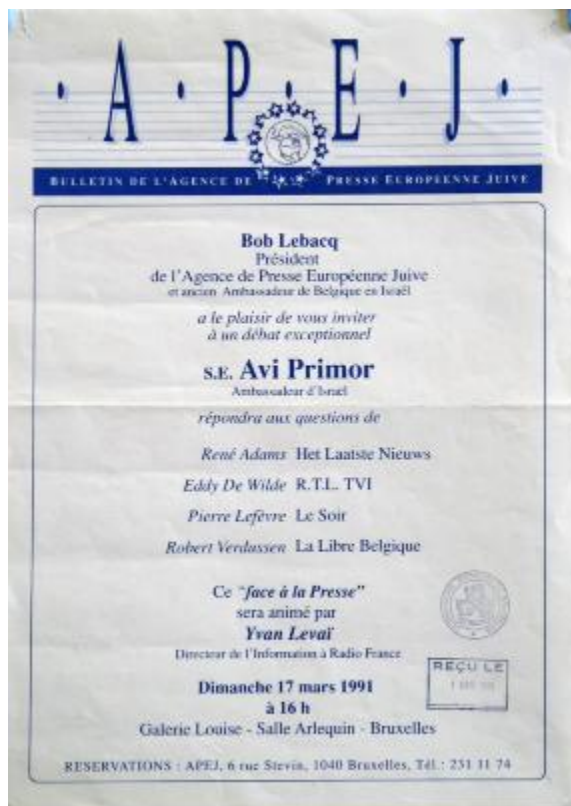 · A · P · E · J ·
BULLETIN DE L'AGENCE DE PRESSE EUROPEENNE JUIVE
Bob Lebacq
Président
de l'Agence de Presse Européenne Juive
et ancien Ambassadeur de Belgique en Israël
a le plaisir de vous inviter
à un débat exceptionnel
S.E. Avi Primor
Ambassadeur d'Israël
répondra aux questions de
René Adams Het Laatste Nieuws
Eddy De Wilde R.T.L. TVI
Pierre Lefèvre Le Soir
Robert Verdussen La Libre Belgique
Ce "face à la Presse"
sera animé par
Yvan Levaï
Directeur de l'Information à Radio France
REÇU LE
Dimanche 17 mars 1991
à 16 h
Galerie Louise - Salle Arlequin - Bruxelles
RESERVATIONS : APEJ, 6 rue Stevin, 1040 Bruxelles, Tél.: 231 11 74